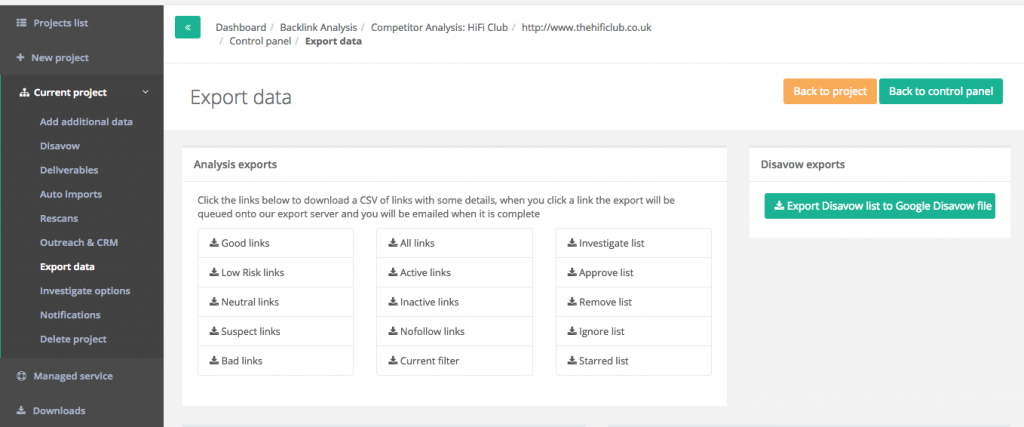 Projects list
New project
Current project
Add additional data
Disavow
Deliverables
Auto imports
Rescans
Outreach & CRM
Export data
Investigate options
Notifications
Delete project
Managed service
Downloads
«
Dashboard / Backlink Analysis / Competitor Analysis: HiFi Club / http://www.thehificlub.co.uk
/ Control panel / Export data
Export data
Back to project
Back to control panel
Analysis exports
Click the links below to download a CSV of links with some details, when you click a link the export will be
queued onto our export server and you will be emailed when it is complete
Good links
Low Risk links
Neutral links
Suspect links
Bad links
All links
Active links
Inactive links
Nofollow links
Current filter
Investigate list
Approve list
Remove list
Ignore list
Starred list
Disavow exports
Export Disavow list to Google Disavow file